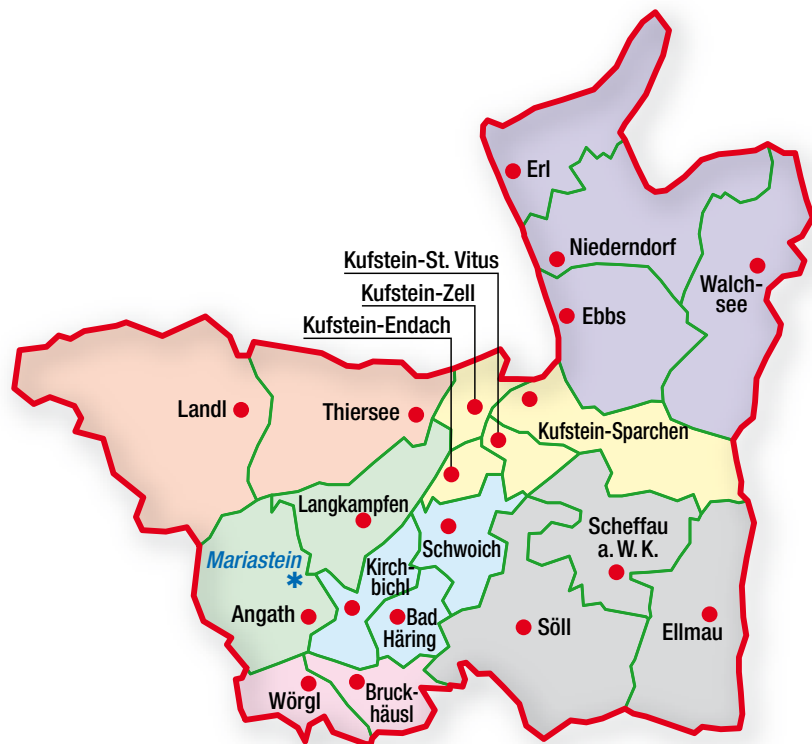 Erl
Niederndorf
Walch-
see
Kufstein-St. Vitus
Kufstein-Zell
Kufstein-Endach
Ebbs
Landl
Thiersee
Kufstein-Sparchen
Langkampfen
Schwoich
Scheffau
a. W. K.
Mariastein
Kirch-
bichl
Angath
Bad
Häring
Söll
Ellmau
Wörgl
Bruck-
häusl